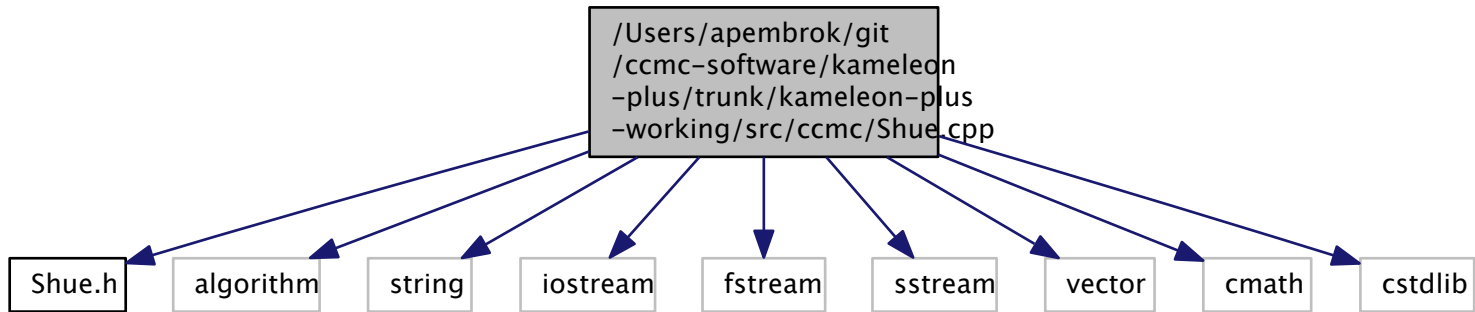 /Users/apembrok/git
/ccmc-software/kameleon
-plus/trunk/kameleon-plus
-working/src/ccmc/Shue.cpp
Shue.h
algorithm
string
iostream
fstream
sstream
vector
cmath
cstdlib